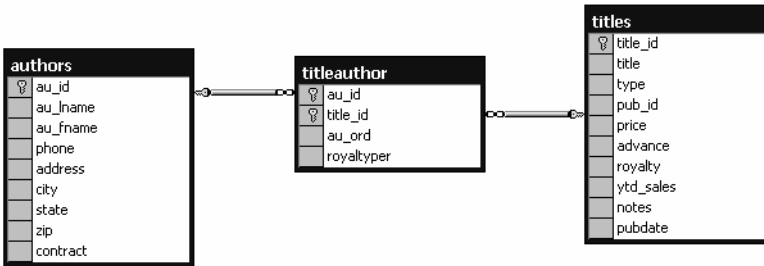 authors
au_id
au_lname
au_fname
phone
address
city
state
zip
contract
titleauthor
au_id
title_id
au_ord
royaltyper
titles
title_id
title
type
pub_id
price
advance
royalty
ytd_sales
notes
pubdate